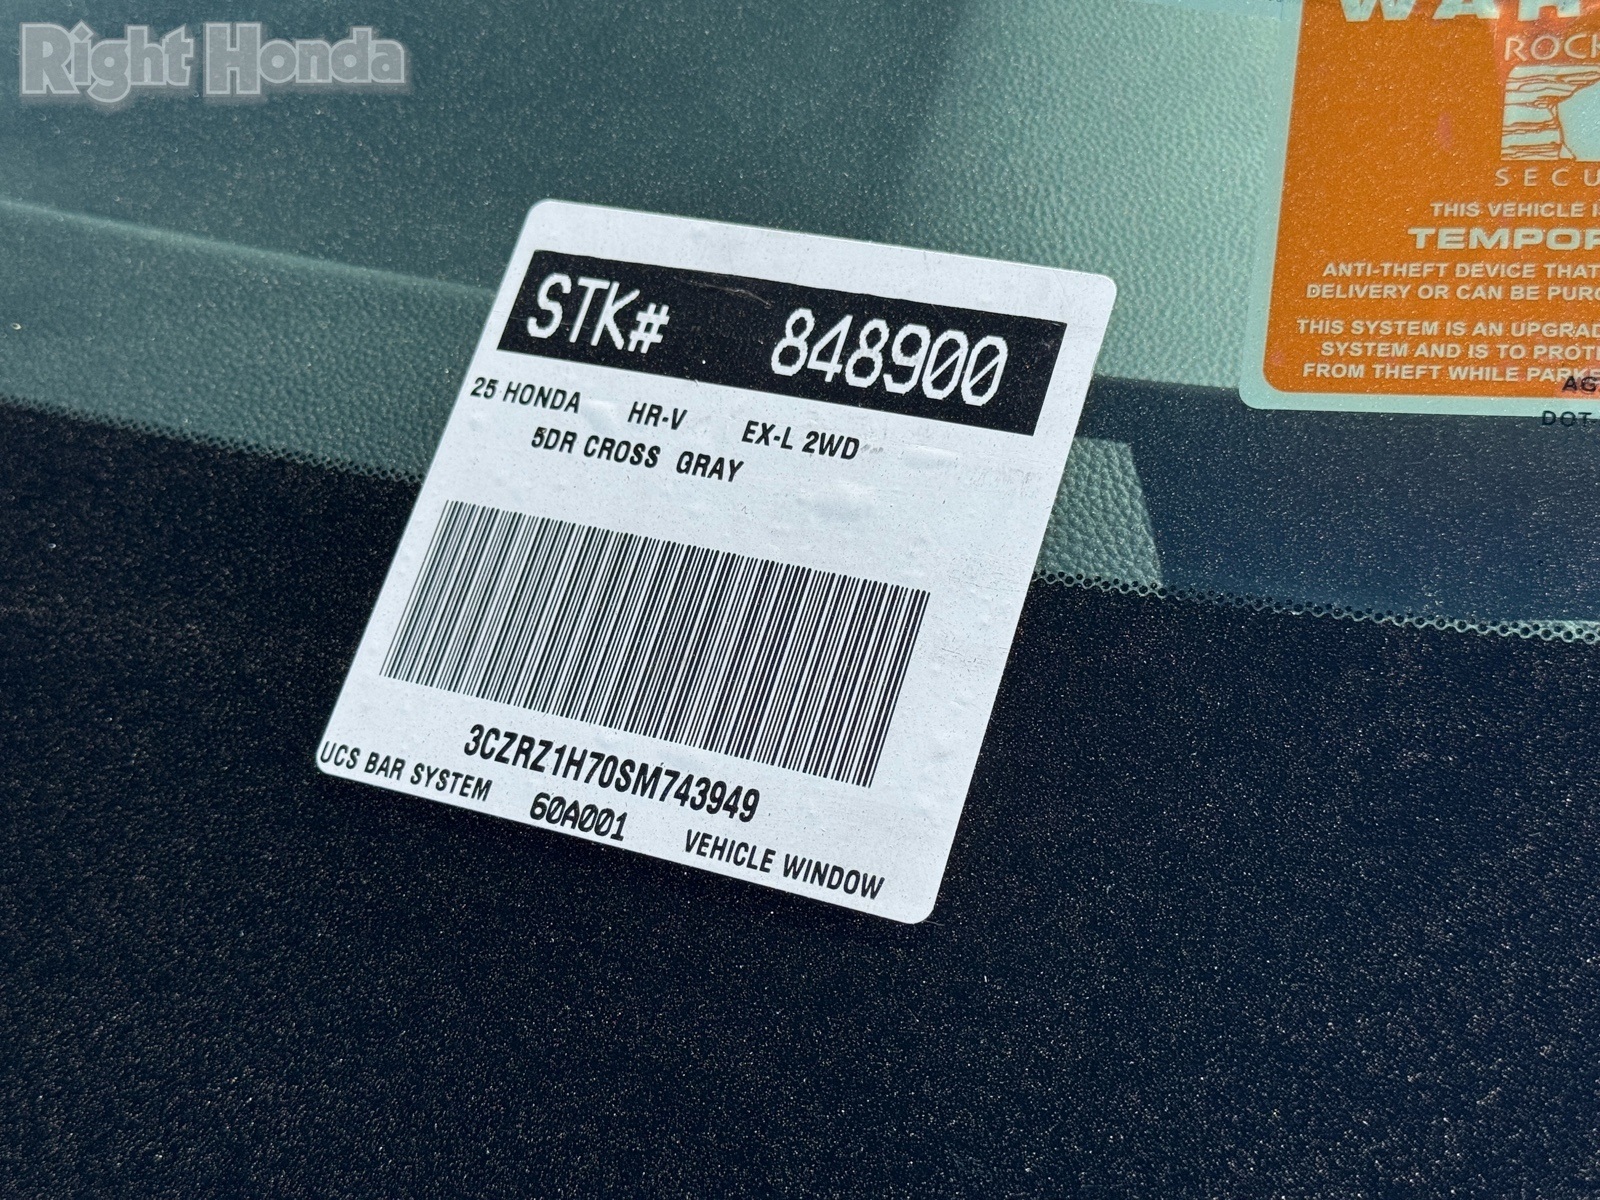 Right Honda
STK# 848900
25 HONDA HR-V EX-L 2WD
5DR CROSS GRAY
3CZRZ1H70SM743949
UCS BAR SYSTEM 60A001 VEHICLE WINDOW
ROCK
SECU
THIS VEHICLE
TEMPOR
ANTI-THEFT DEVICE THAT
DELIVERY OR CAN BE PURC
THIS SYSTEM IS AN UPGRAD
SYSTEM AND IS TO PROT
FROM THEFT WHILE PARKE
DOT-